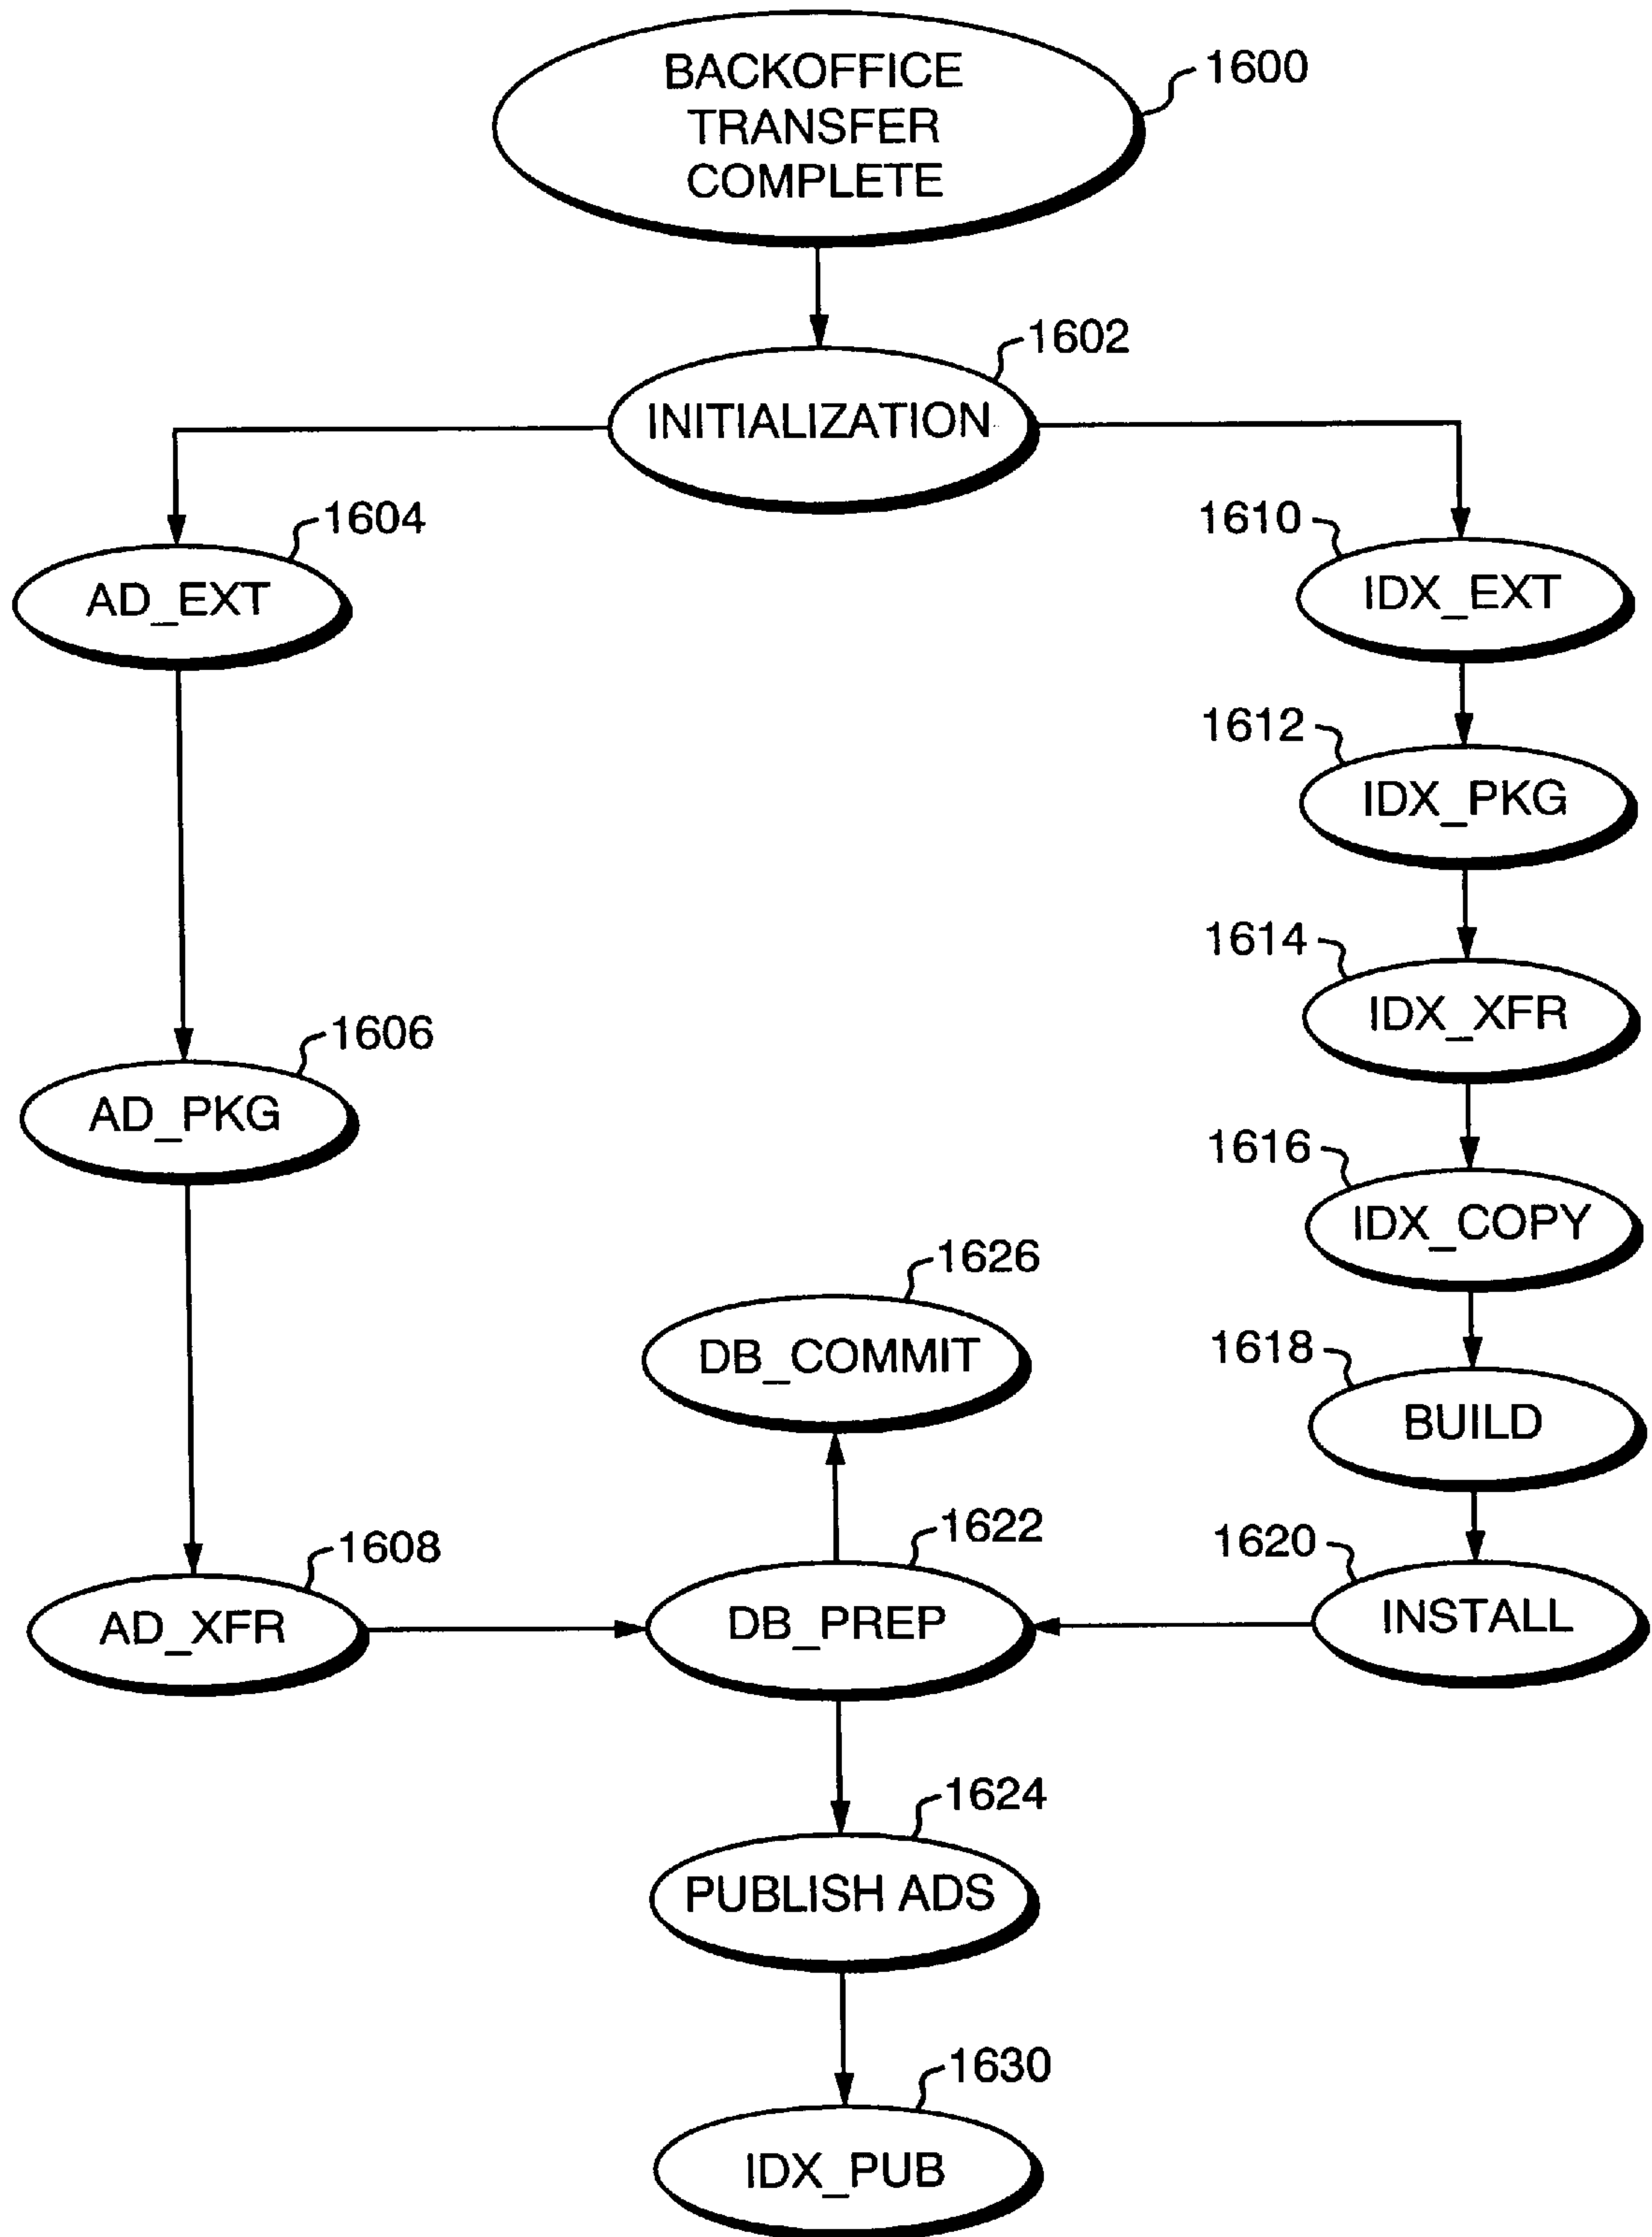 BACKOFFICE
TRANSFER
COMPLETE
1600
1602
INITIALIZATION
1604
AD_EXT
1610
IDX_EXT
1612
IDX_PKG
1614
IDX_XFR
1606
AD_PKG
1616
IDX_COPY
1626
DB_COMMIT
1618
BUILD
1608
AD_XFR
1622
DB_PREP
1620
INSTALL
1624
PUBLISH ADS
1630
IDX_PUB